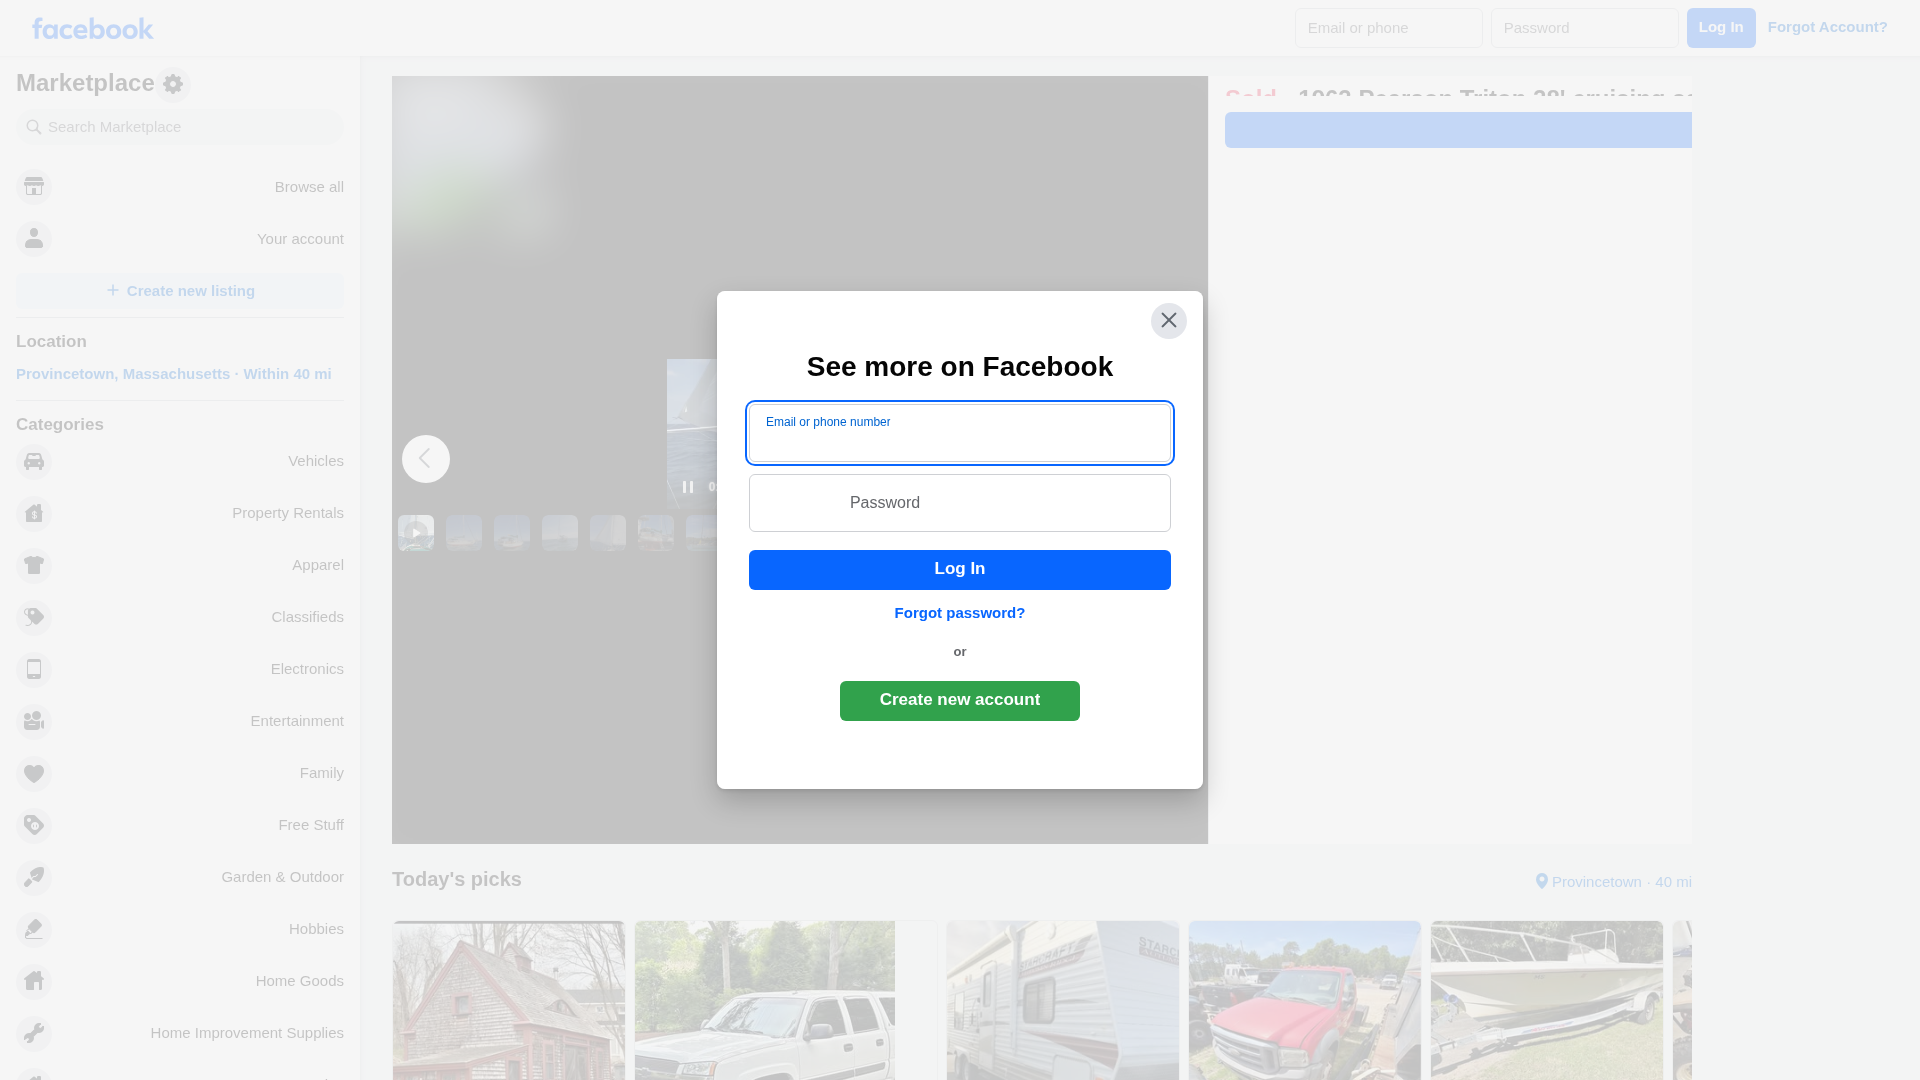 facebook
Email or phone
Password
Log In
Forgot Account?
Marketplace
Search Marketplace
Browse all
Your account
Create new listing
Location
Provincetown, Massachusetts · Within 40 mi
Categories
Vehicles
Property Rentals
Apparel
Classifieds
Electronics
Entertainment
Family
Free Stuff
Garden & Outdoor
Hobbies
Home Goods
Home Improvement Supplies
Sold
1963 Pearson Triton 28' cruising
See more on Facebook
Email or phone number
Password
Log In
Forgot password?
or
Create new account
Today's picks
Provincetown · 40 mi